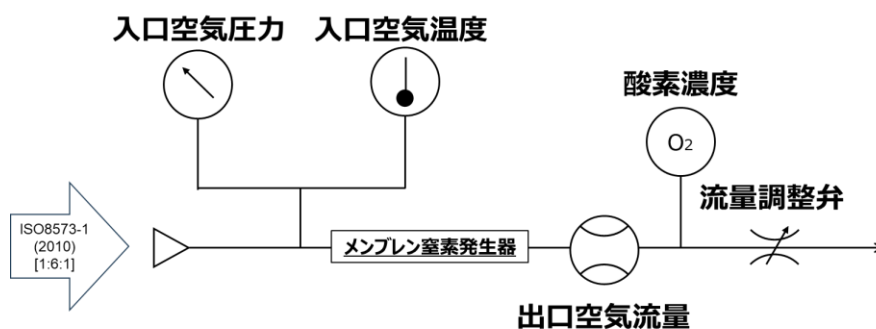 入口空気圧力
入口空気温度
酸素濃度
O2
流量調整弁
ISO8573-1
(2010)
[1:6:1]
メンブレン窒素発生器
出口空気流量